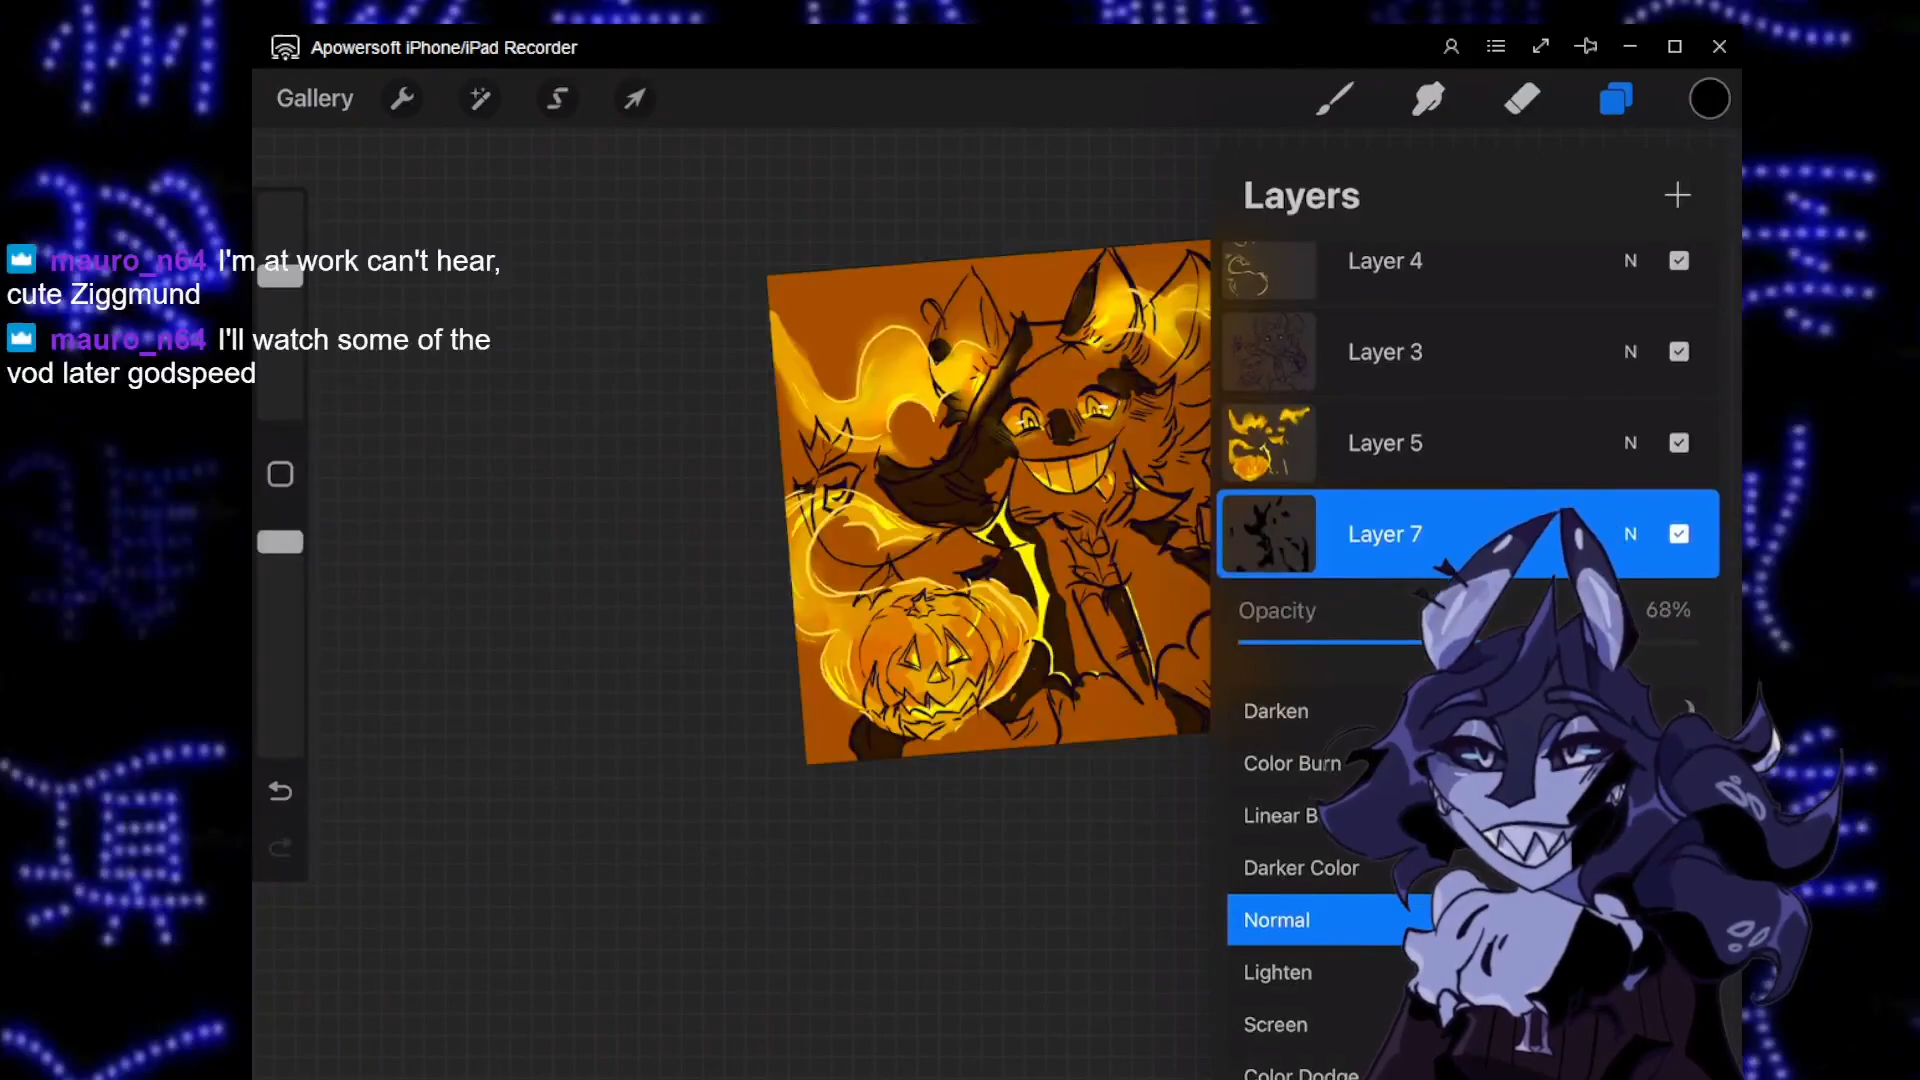 Apowersoft iPhone/iPad Recorder
Gallery
Layers
Layer 4 N
mauro_n64 I'm at work can't hear,
cute Ziggmund
mauro_n64 I'll watch some of the
vod later godspeed
Layer 3 N
Layer 5 N
Layer 7 N
Opacity 68%
Darken
Color Burn
Linear B
Darker Color
Normal
Lighten
Screen
Color Dodge